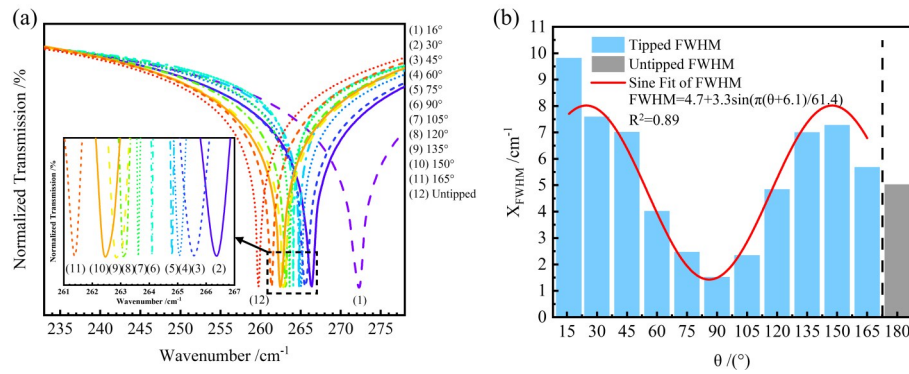 (a)
Normalized Transmission /%
(1) 16°
(2) 30°
(3) 45°
(4) 60°
(5) 75°
(6) 90°
(7) 105°
(8) 120°
(9) 135°
(10) 150°
(11) 165°
(12) Untipped
Normalized Transmission /%
(11) (10) (9) (8) (7) (6) (5) (4) (3) (2)
261 262 263 264 265 266 267
Wavenumber /cm-1
(12) (1)
235 240 245 250 255 260 265 270 275
Wavenumber /cm-1
(b)
XFWHM /cm-1
11
10
9
8
7
6
5
4
3
2
1
0
Tipped FWHM
Untipped FWHM
Sine Fit of FWHM
FWHM=4.7+3.3sin(π(θ+6.1)/61.4)
R2=0.89
15 30 45 60 75 90 105 120 135 150 165 180
θ /(°)